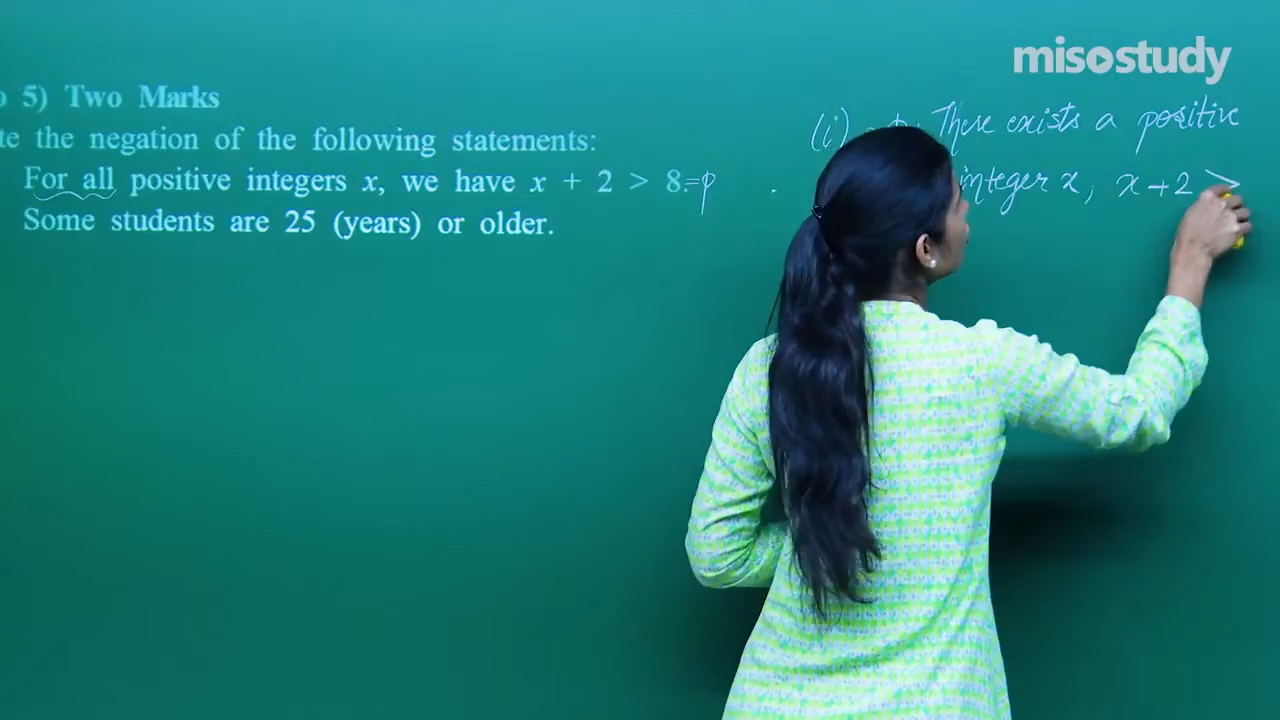 misostudy
5) Two Marks
the negation of the following statements:
For all positive integers x, we have x + 2 > 8.=p
Some students are 25 (years) or older.
(i) There exists a positive
integer x, x+2 >